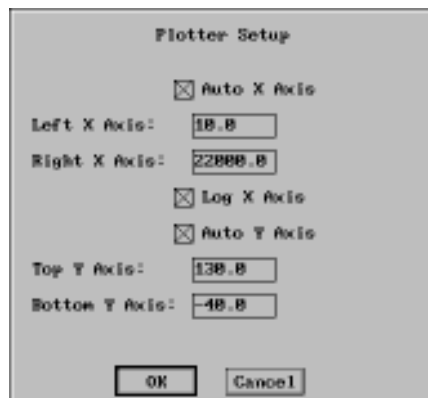 Plotter Setup
Auto X Axis
Left X Axis: 10.0
Right X Axis: 22000.0
Log X Axis
Auto Y Axis
Top Y Axis: 130.0
Bottom Y Axis: -40.0
OK Cancel